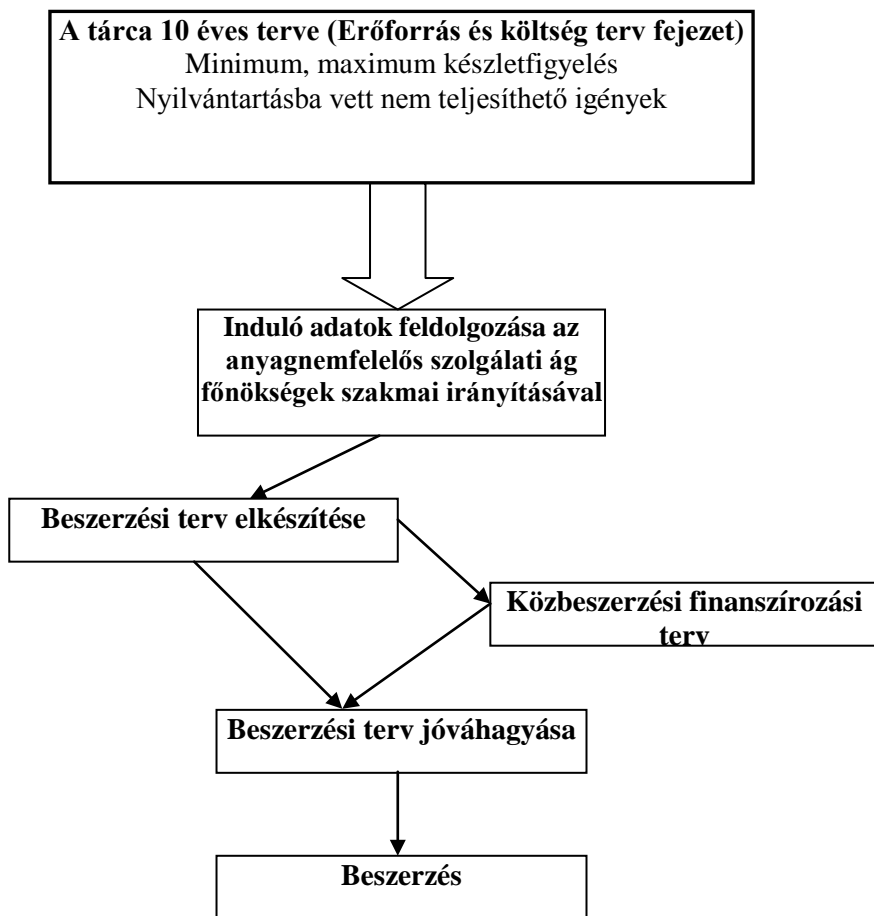 A tárca 10 éves terve (Erőforrás és költség terv fejezet)
Minimum, maximum készletfigyelés
Nyilvántartásba vett nem teljesíthető igények
Induló adatok feldolgozása az
anyagnemfelelős szolgálati ág
főnökségek szakmai irányításával
Beszerzési terv elkészítése
Közbeszerzési finanszírozási
terv
Beszerzési terv jóváhagyása
Beszerzés